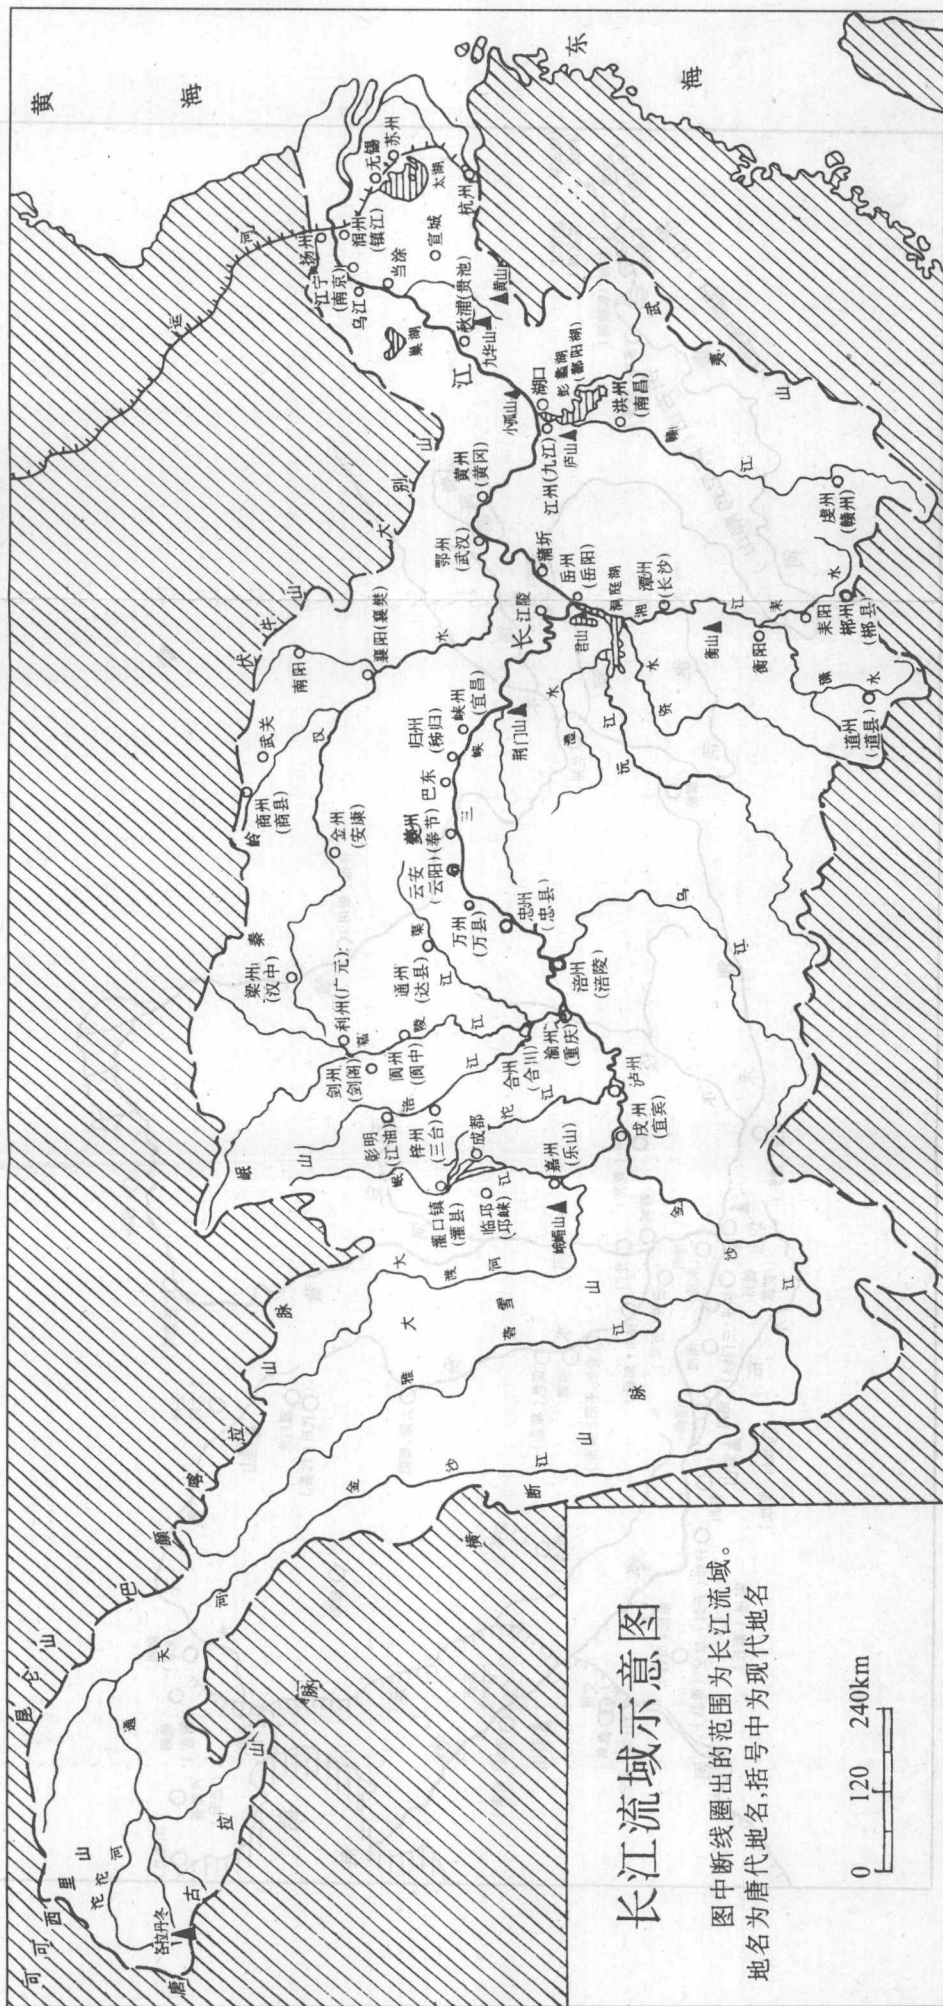 长江流域示意图
图中断线圈出的范围为长江流域。
地名为唐代地名,括号中为现代地名
0 120 240km
黄海
东海
可可西里山
昆仑山
巴颜喀拉山脉
唐古拉山脉
各拉丹冬
沱沱河
通天河
金沙江
雅砻江
大雪山
大渡河
横断山脉
岷山
岷江
秦岭
伏牛山
大别山
运河
武夷山
灌口镇
(灌县)
临邛
(邛崃)
成都
嘉州
(乐山)
峨嵋山
彭明
(江油)
梓州
(三台)
涪江
沱江
戎州
(宜宾)
泸州
金沙江
剑州
(剑阁)
利州(广元)
阆州
(阆中)
嘉陵江
合州
(合川)
渝州
(重庆)
梁州
(汉中)
通州
(达县)
渠江
涪州
(涪陵)
乌江
忠州
(忠县)
万州
(万县)
云安
(云阳)
夔州
(奉节)
巴东
归州
(秭归)
峡州
(宜昌)
三峡
荆门山
金州
(安康)
商州
(商县)
武关
南阳
襄阳(襄樊)
汉水
长江
江陵
澧水
沅江
资水
君山
洞庭湖
岳州
(岳阳)
蒲圻
潭州
(长沙)
湘江
衡山
衡阳
耒水
耒阳
郴州
(郴县)
潇水
道州
(道县)
鄂州
(武汉)
黄州
(黄冈)
江州(九江)
庐山
湖口
小孤山
彭蠡湖
(鄱阳湖)
洪州
(南昌)
赣江
虔州
(赣州)
秋浦(贵池)
九华山
黄山
巢湖
乌江
当涂
宣城
江宁
(南京)
扬州
润州
(镇江)
无锡
苏州
太湖
杭州